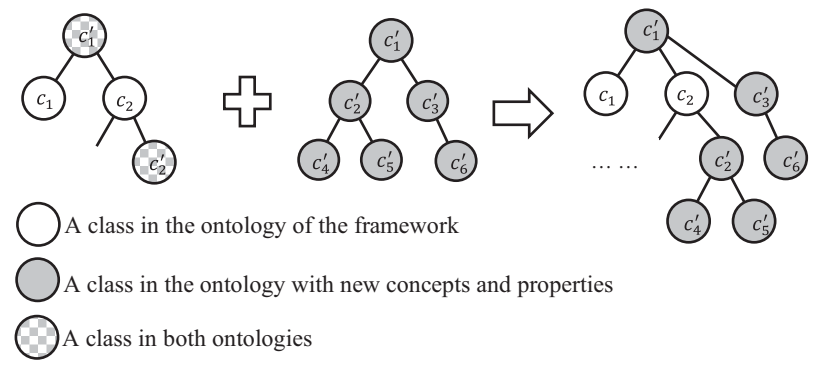 c′₁ c′₁ c′₁
c₁ c₂ c′₂ c′₃ c₁ c₂ c′₃
c′₂ c′₄ c′₅ c′₆ …… c′₂ c′₆
c′₄ c′₅
A class in the ontology of the framework
A class in the ontology with new concepts and properties
A class in both ontologies